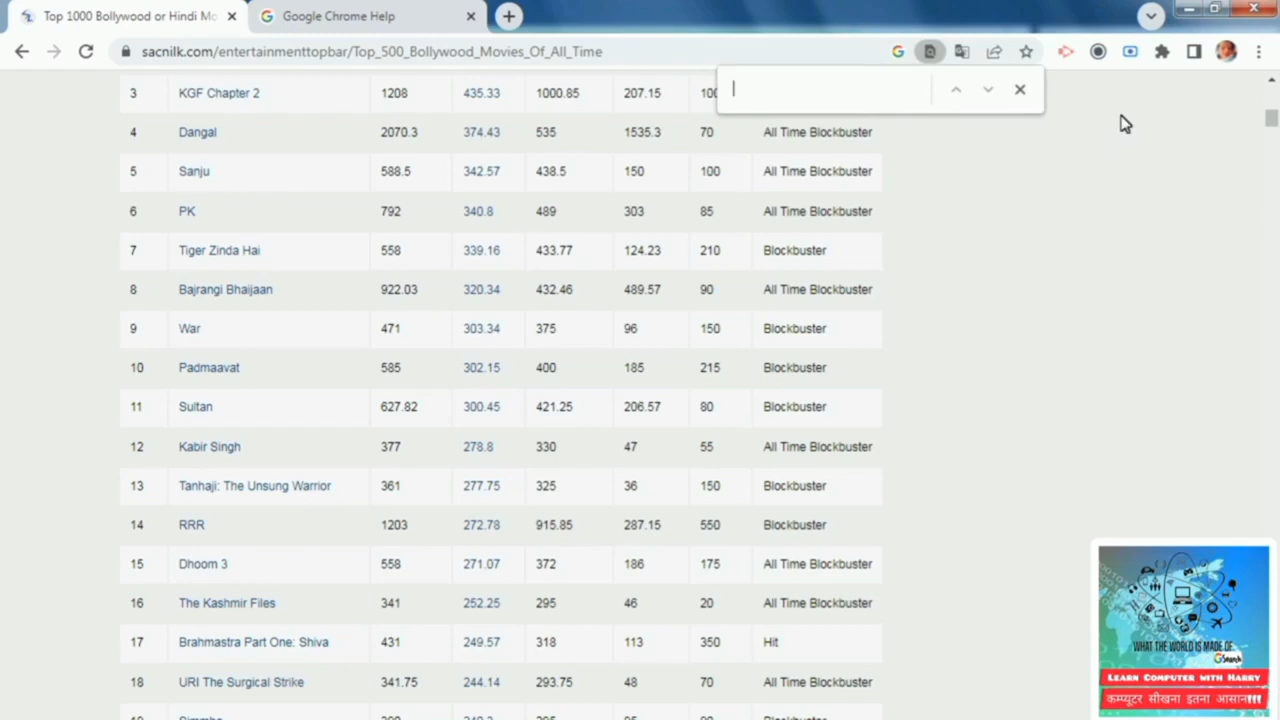 Top 1000 Bollywood or Hindi Mo
Google Chrome Help
sacnilk.com/entertainmenttopbar/Top_500_Bollywood_Movies_Of_All_Time
3 KGF Chapter 2 1208 435.33 1000.85 207.15 100
4 Dangal 2070.3 374.43 535 1535.3 70 All Time Blockbuster
5 Sanju 588.5 342.57 438.5 150 100 All Time Blockbuster
6 PK 792 340.8 489 303 85 All Time Blockbuster
7 Tiger Zinda Hai 558 339.16 433.77 124.23 210 Blockbuster
8 Bajrangi Bhaijaan 922.03 320.34 432.46 489.57 90 All Time Blockbuster
9 War 471 303.34 375 96 150 Blockbuster
10 Padmaavat 585 302.15 400 185 215 Blockbuster
11 Sultan 627.82 300.45 421.25 206.57 80 Blockbuster
12 Kabir Singh 377 278.8 330 47 55 All Time Blockbuster
13 Tanhaji: The Unsung Warrior 361 277.75 325 36 150 Blockbuster
14 RRR 1203 272.78 915.85 287.15 550 Blockbuster
15 Dhoom 3 558 271.07 372 186 175 All Time Blockbuster
16 The Kashmir Files 341 252.25 295 46 20 All Time Blockbuster
17 Brahmastra Part One: Shiva 431 249.57 318 113 350 Hit
18 URI The Surgical Strike 341.75 244.14 293.75 48 70 All Time Blockbuster
WHAT THE WORLD IS MADE OF
GSearch
LEARN COMPUTER WITH HARRY
कम्प्यूटर सीखना इतना आसान!!!